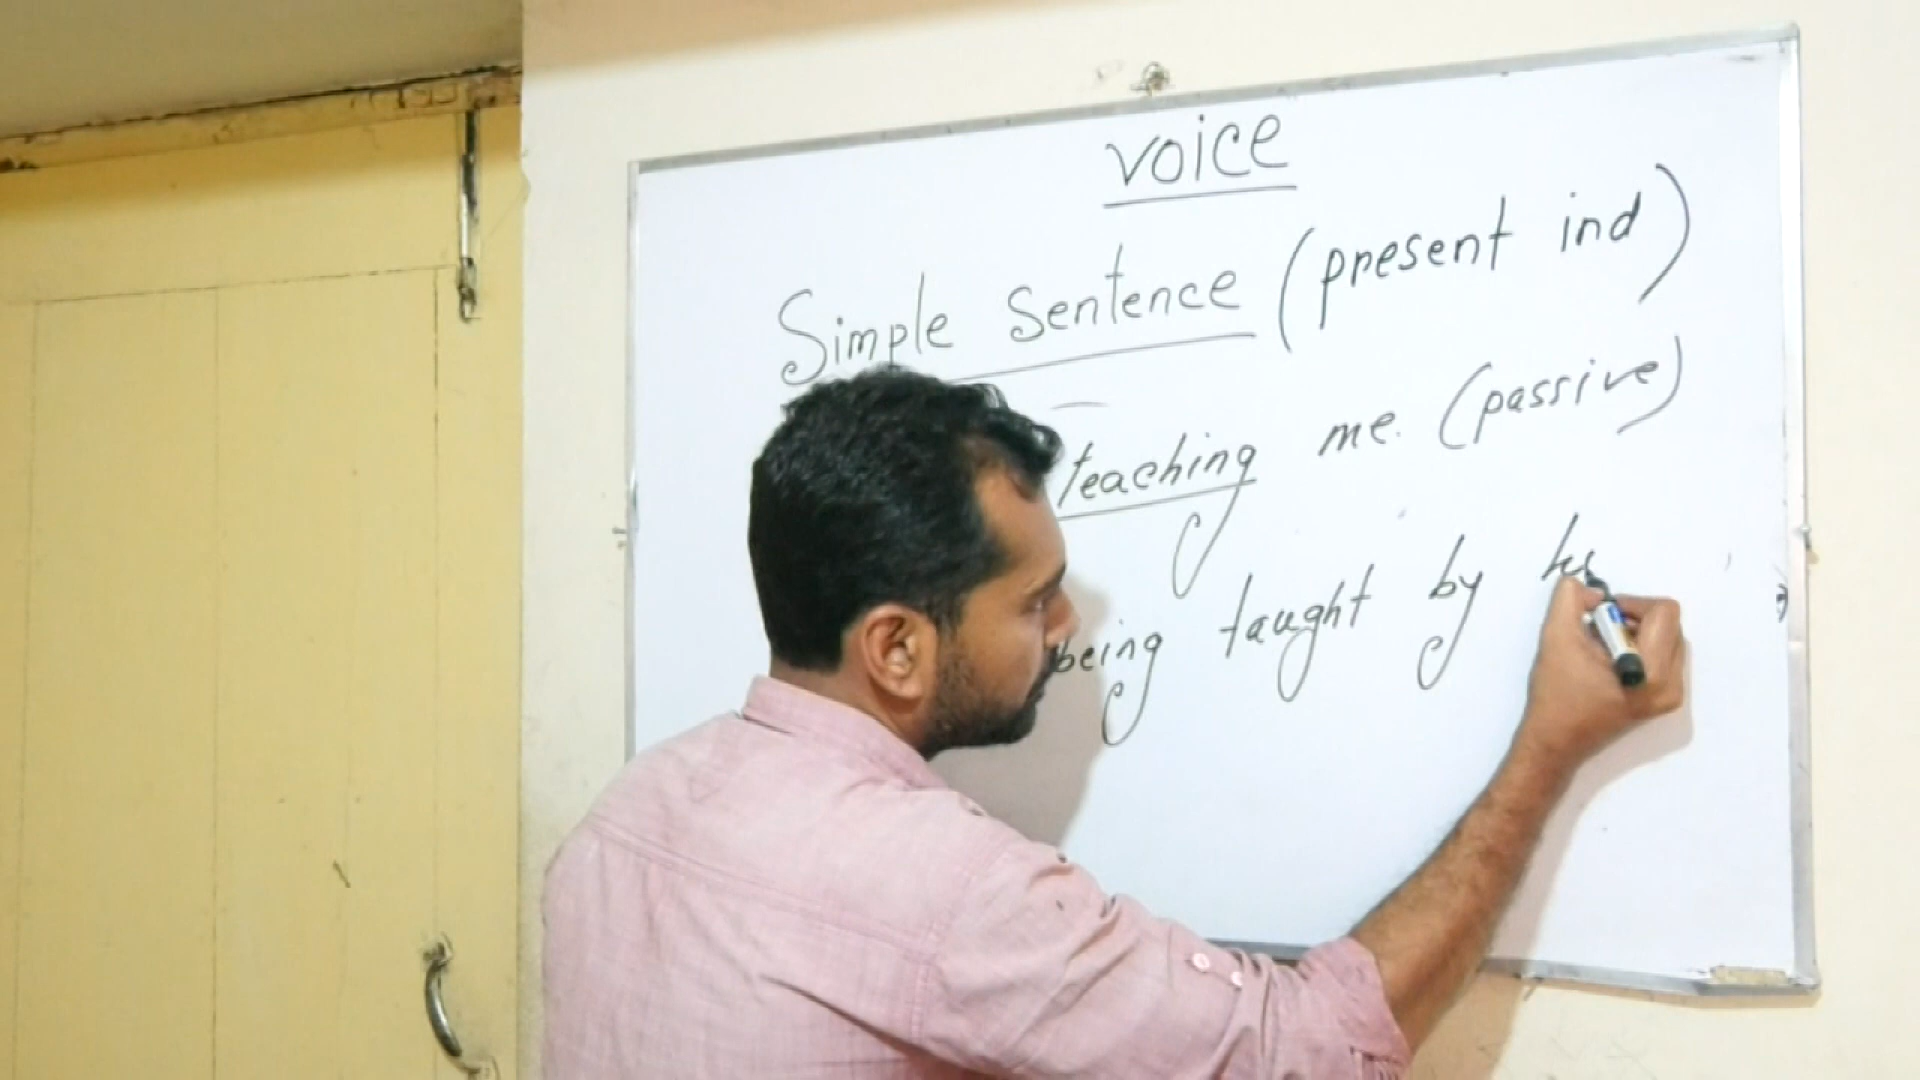 voice
Simple Sentence (present ind)
teaching me. (passive)
being taught by